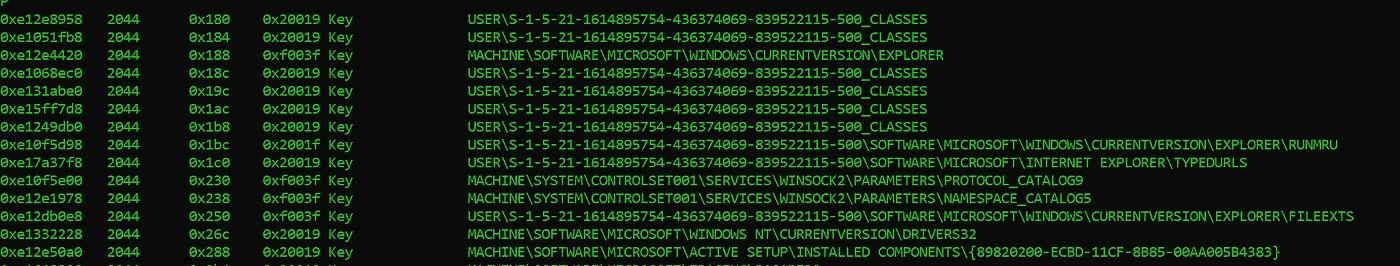 0xe12e8958 2044 0x180 0x20019 Key USER\S-1-5-21-1614895754-436374069-839522115-500_CLASSES
0xe1051fb8 2044 0x184 0x20019 Key USER\S-1-5-21-1614895754-436374069-839522115-500_CLASSES
0xe12e4420 2044 0x188 0xf003f Key MACHINE\SOFTWARE\MICROSOFT\WINDOWS\CURRENTVERSION\EXPLORER
0xe1068ec0 2044 0x18c 0x20019 Key USER\S-1-5-21-1614895754-436374069-839522115-500_CLASSES
0xe131abe0 2044 0x19c 0x20019 Key USER\S-1-5-21-1614895754-436374069-839522115-500_CLASSES
0xe15ff7d8 2044 0x1ac 0x20019 Key USER\S-1-5-21-1614895754-436374069-839522115-500_CLASSES
0xe1249db0 2044 0x1b8 0x20019 Key USER\S-1-5-21-1614895754-436374069-839522115-500_CLASSES
0xe10f5d98 2044 0x1bc 0x2001f Key USER\S-1-5-21-1614895754-436374069-839522115-500\SOFTWARE\MICROSOFT\WINDOWS\CURRENTVERSION\EXPLORER\RUNMRU
0xe17a37f8 2044 0x1c0 0x20019 Key USER\S-1-5-21-1614895754-436374069-839522115-500\SOFTWARE\MICROSOFT\INTERNET EXPLORER\TYPEDURLS
0xe10f5e00 2044 0x230 0xf003f Key MACHINE\SYSTEM\CONTROLSET001\SERVICES\WINSOCK2\PARAMETERS\PROTOCOL_CATALOG9
0xe12e1978 2044 0x238 0xf003f Key MACHINE\SYSTEM\CONTROLSET001\SERVICES\WINSOCK2\PARAMETERS\NAMESPACE_CATALOG5
0xe12db0e8 2044 0x250 0xf003f Key USER\S-1-5-21-1614895754-436374069-839522115-500\SOFTWARE\MICROSOFT\WINDOWS\CURRENTVERSION\EXPLORER\FILEEXTS
0xe1332228 2044 0x26c 0x20019 Key MACHINE\SOFTWARE\MICROSOFT\WINDOWS NT\CURRENTVERSION\DRIVERS32
0xe12e50a0 2044 0x288 0x20019 Key MACHINE\SOFTWARE\MICROSOFT\ACTIVE SETUP\INSTALLED COMPONENTS\{89820200-ECBD-11CF-8B85-00AA005B4383}